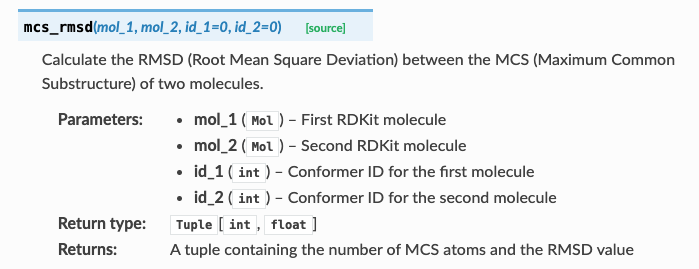 mcs_rmsd(mol_1, mol_2, id_1=0, id_2=0) [source]
Calculate the RMSD (Root Mean Square Deviation) between the MCS (Maximum Common
Substructure) of two molecules.
Parameters: • mol_1 (Mol) – First RDKit molecule
• mol_2 (Mol) – Second RDKit molecule
• id_1 (int) – Conformer ID for the first molecule
• id_2 (int) – Conformer ID for the second molecule
Return type: Tuple[int, float]
Returns: A tuple containing the number of MCS atoms and the RMSD value